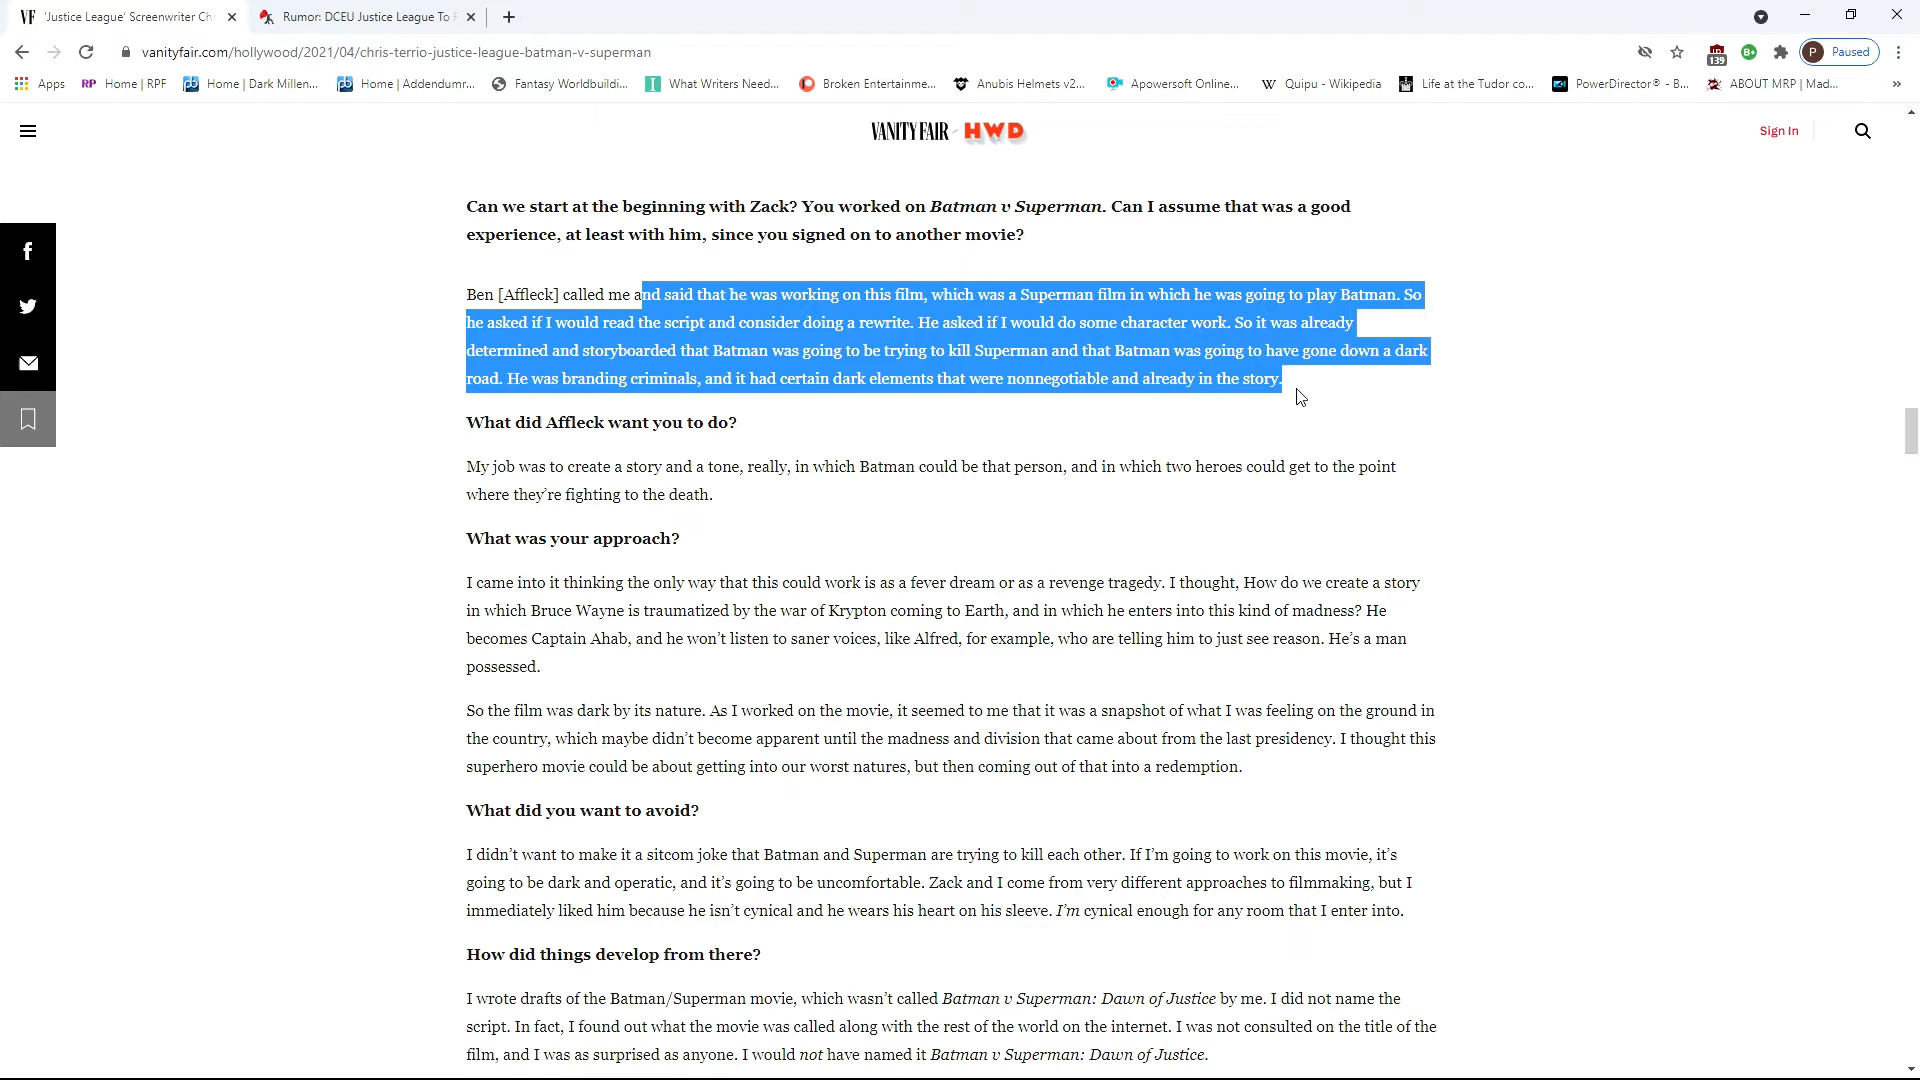 VF 'Justice League' Screenwriter Ch
Rumor: DCEU Justice League To
vanityfair.com/hollywood/2021/04/chris-terrio-justice-league-batman-v-superman
139
B+
P Paused
Apps
RP Home | RPF
Home | Dark Millen...
Home | Addendumr...
Fantasy Worldbuildi...
What Writers Need...
Broken Entertainme...
Anubis Helmets v2...
Apowersoft Online...
W Quipu - Wikipedia
Life at the Tudor co...
PowerDirector® - B...
ABOUT MRP | Mad...
»
VANITY FAIR HWD
Sign In
Can we start at the beginning with Zack? You worked on Batman v Superman. Can I assume that was a good
experience, at least with him, since you signed on to another movie?
Ben [Affleck] called me and said that he was working on this film, which was a Superman film in which he was going to play Batman. So
he asked if I would read the script and consider doing a rewrite. He asked if I would do some character work. So it was already
determined and storyboarded that Batman was going to be trying to kill Superman and that Batman was going to have gone down a dark
road. He was branding criminals, and it had certain dark elements that were nonnegotiable and already in the story.
What did Affleck want you to do?
My job was to create a story and a tone, really, in which Batman could be that person, and in which two heroes could get to the point
where they're fighting to the death.
What was your approach?
I came into it thinking the only way that this could work is as a fever dream or as a revenge tragedy. I thought, How do we create a story
in which Bruce Wayne is traumatized by the war of Krypton coming to Earth, and in which he enters into this kind of madness? He
becomes Captain Ahab, and he won't listen to saner voices, like Alfred, for example, who are telling him to just see reason. He's a man
possessed.
So the film was dark by its nature. As I worked on the movie, it seemed to me that it was a snapshot of what I was feeling on the ground in
the country, which maybe didn't become apparent until the madness and division that came about from the last presidency. I thought this
superhero movie could be about getting into our worst natures, but then coming out of that into a redemption.
What did you want to avoid?
I didn't want to make it a sitcom joke that Batman and Superman are trying to kill each other. If I'm going to work on this movie, it's
going to be dark and operatic, and it's going to be uncomfortable. Zack and I come from very different approaches to filmmaking, but I
immediately liked him because he isn't cynical and he wears his heart on his sleeve. I'm cynical enough for any room that I enter into.
How did things develop from there?
I wrote drafts of the Batman/Superman movie, which wasn't called Batman v Superman: Dawn of Justice by me. I did not name the
script. In fact, I found out what the movie was called along with the rest of the world on the internet. I was not consulted on the title of the
film, and I was as surprised as anyone. I would not have named it Batman v Superman: Dawn of Justice.